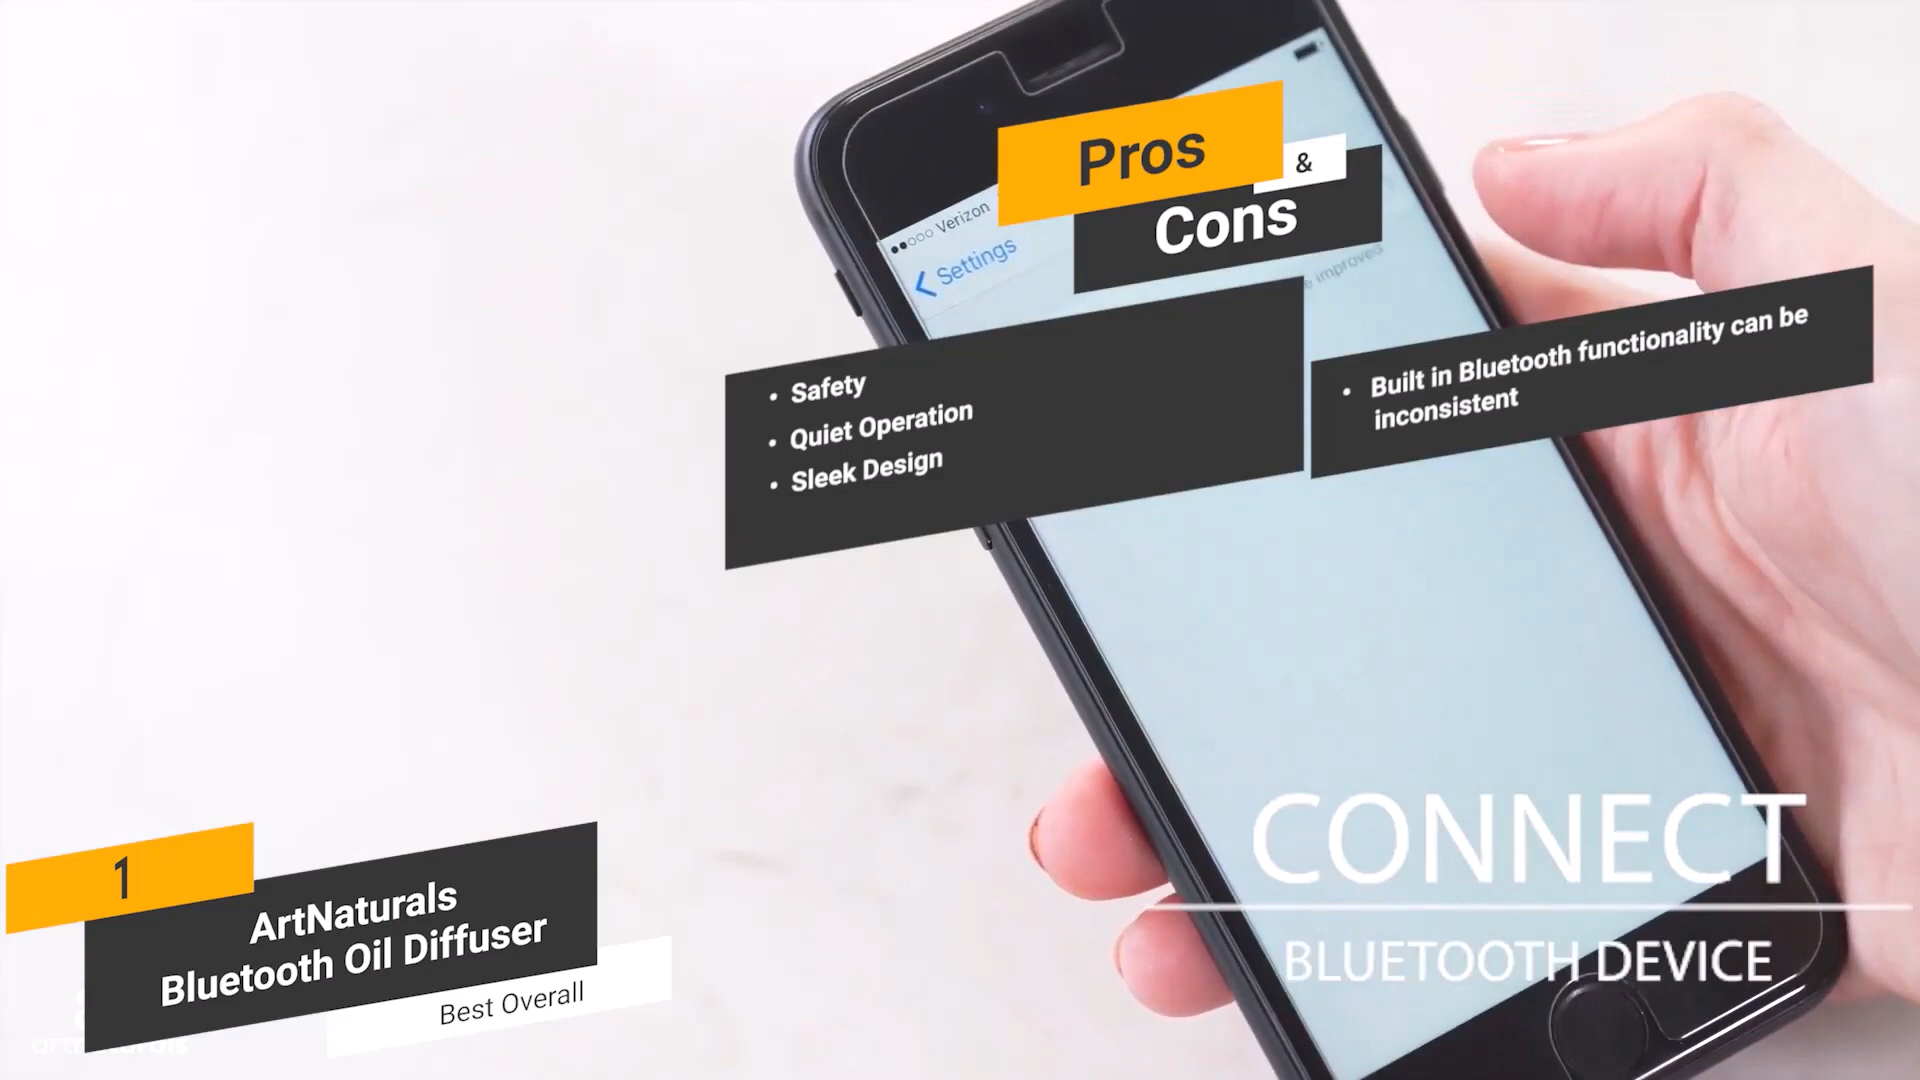 Pros
&
Cons
Verizon
Settings
improved
• Safety
• Quiet Operation
• Sleek Design
• Built in Bluetooth functionality can be
inconsistent
CONNECT
BLUETOOTH DEVICE
1
ArtNaturals
Bluetooth Oil Diffuser
Best Overall